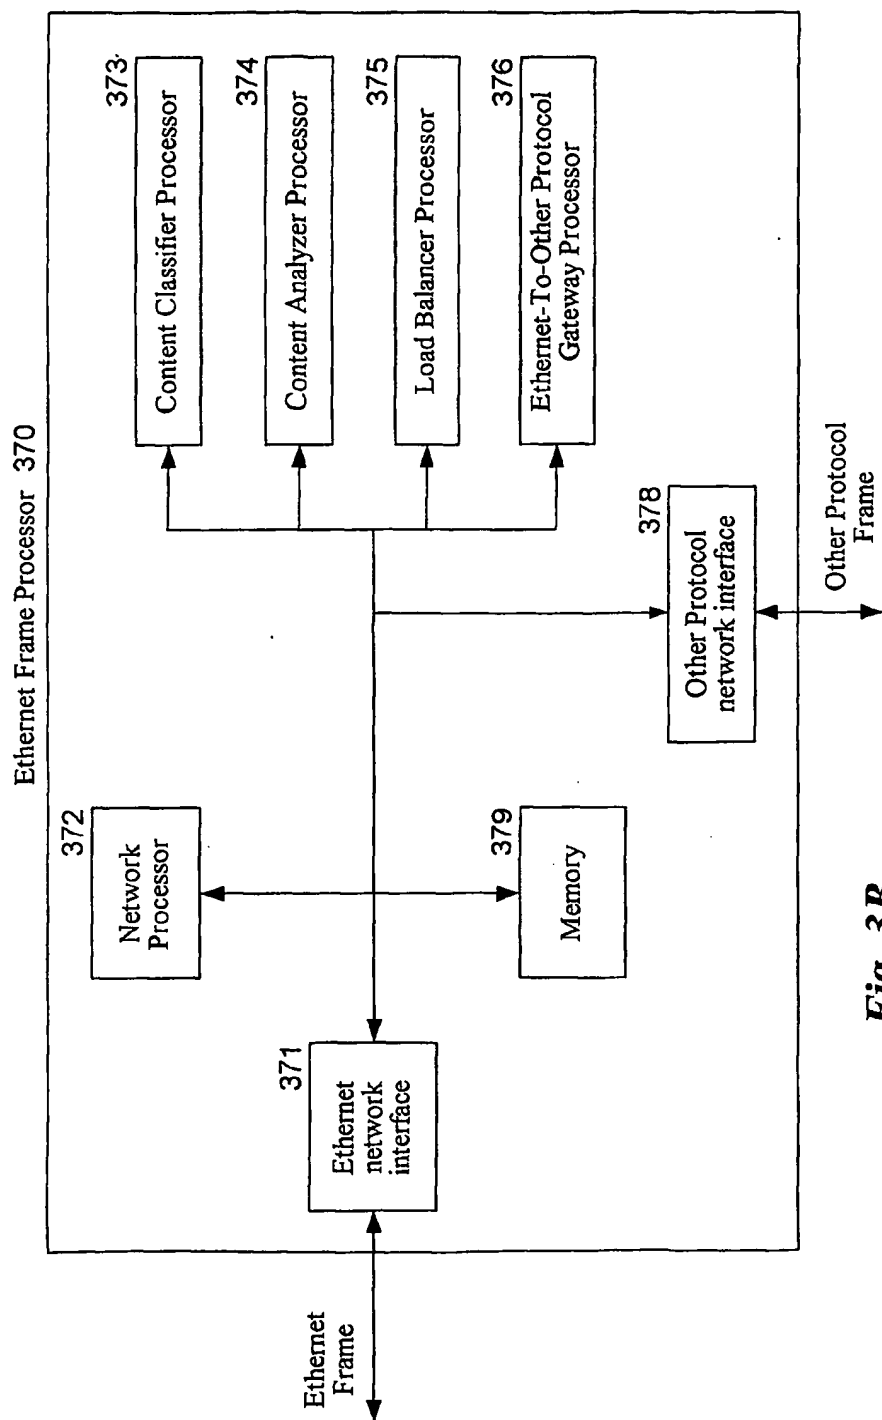 Ethernet Frame Processor 370
372
Network
Processor
373
Content Classifier Processor
374
Content Analyzer Processor
375
Load Balancer Processor
376
Ethernet-To-Other Protocol
Gateway Processor
371
Ethernet
network
interface
Ethernet
Frame
379
Memory
378
Other Protocol
network interface
Other Protocol
Frame
Fig. 3B